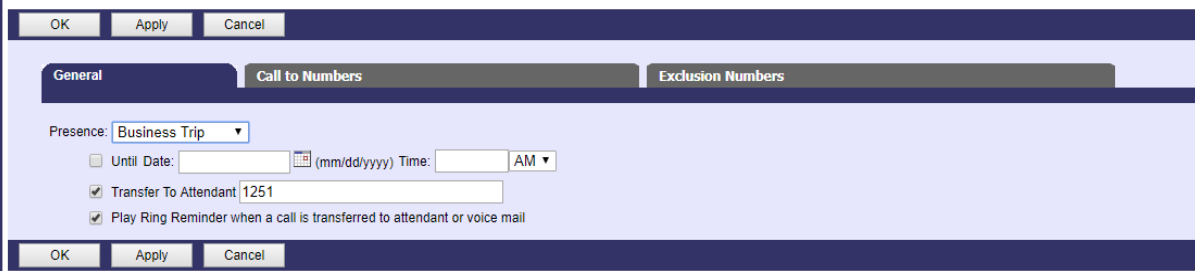 OK Apply Cancel
General Call to Numbers Exclusion Numbers
Presence: Business Trip
Until Date: (mm/dd/yyyy) Time: AM
Transfer To Attendant 1251
Play Ring Reminder when a call is transferred to attendant or voice mail
OK Apply Cancel